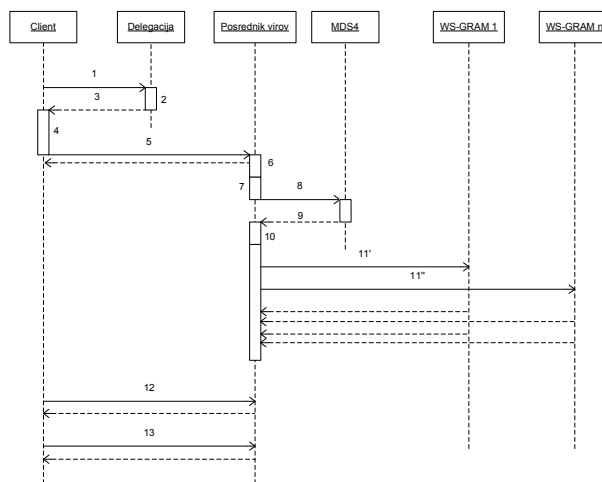 Client
Delegacija
Posrednik virov
MDS4
WS-GRAM 1
WS-GRAM n
1
3
2
4
5
6
7
8
9
10
11'
11''
12
13